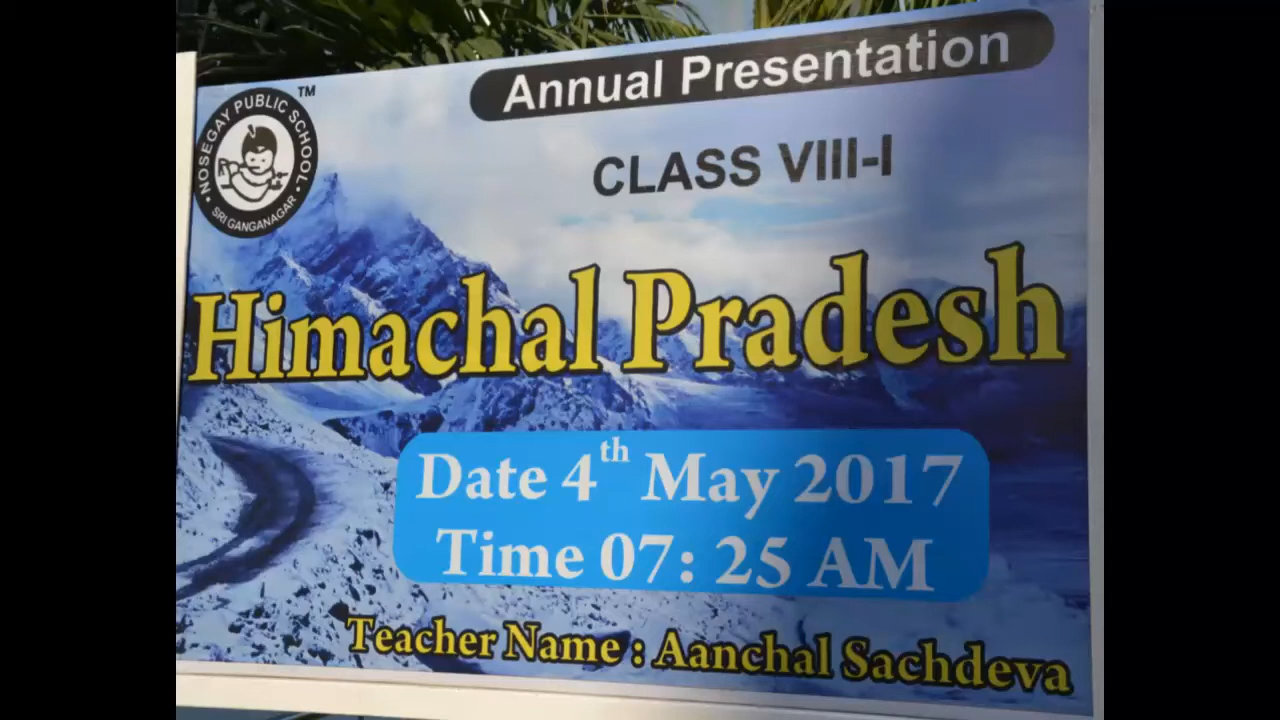 Annual Presentation
TM
NOSEGAY PUBLIC SCHOOL
SRI GANGANAGAR
CLASS VIII-I
Himachal Pradesh
Date 4th May 2017
Time 07: 25 AM
Teacher Name : Aanchal Sachdeva